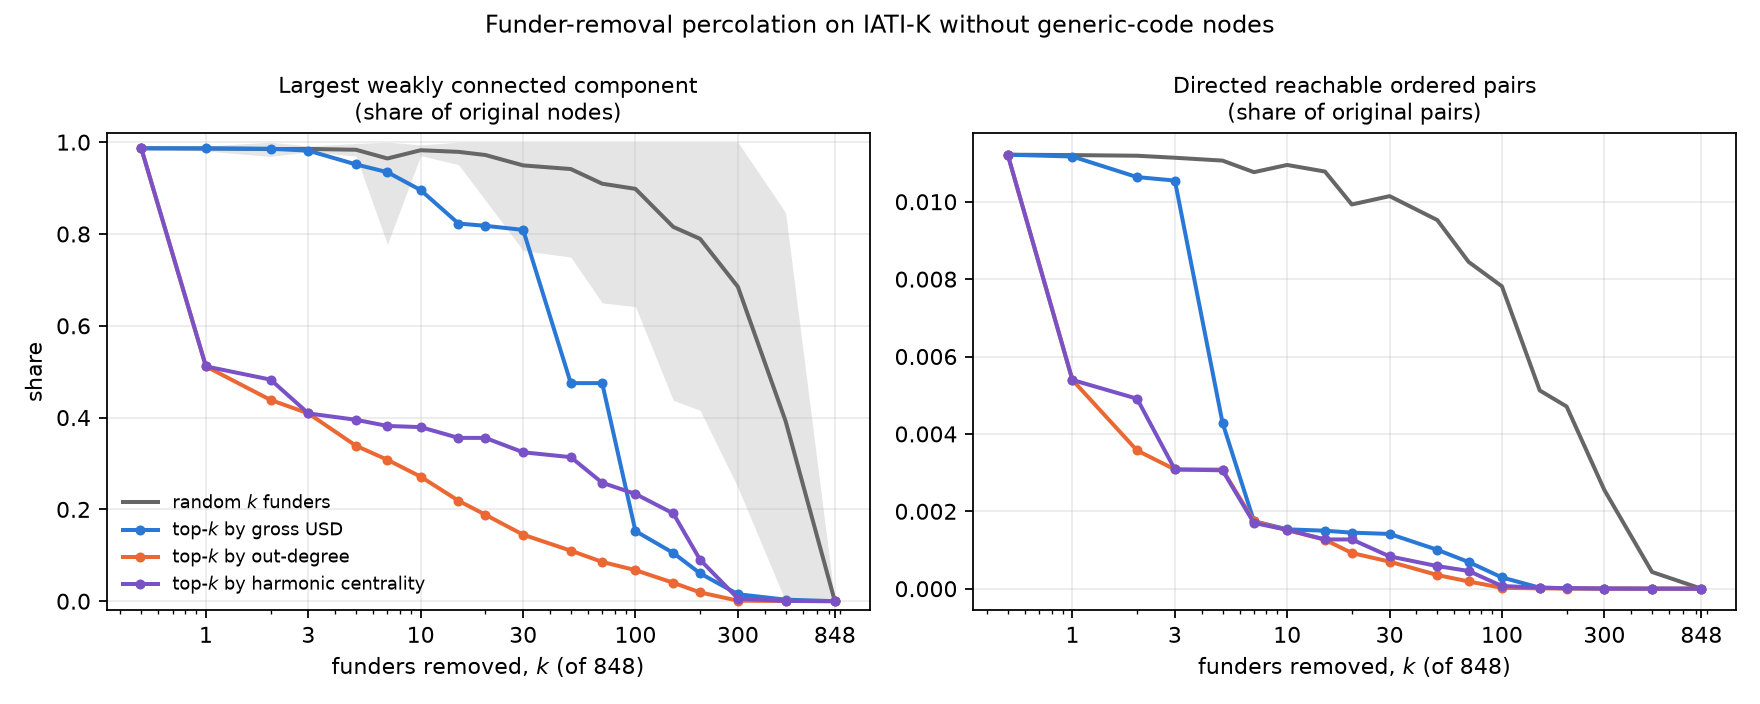 Funder-removal percolation on IATI-K without generic-code nodes
Largest weakly connected component
(share of original nodes)
1.0
0.8
0.6
0.4
0.2
0.0
share
random k funders
top-k by gross USD
top-k by out-degree
top-k by harmonic centrality
1 3 10 30 100 300 848
funders removed, k (of 848)
Directed reachable ordered pairs
(share of original pairs)
0.010
0.008
0.006
0.004
0.002
0.000
1 3 10 30 100 300 848
funders removed, k (of 848)